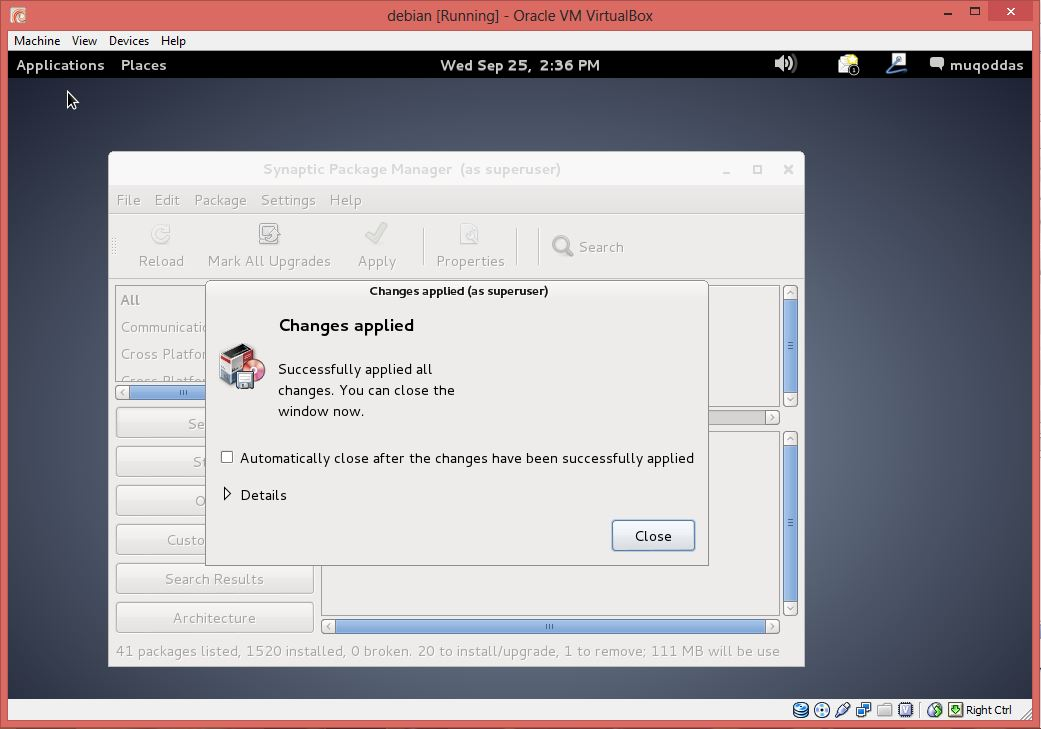 debian [Running] - Oracle VM VirtualBox
Machine View Devices Help
Applications Places Wed Sep 25, 2:36 PM muqoddas
Synaptic Package Manager (as superuser)
File Edit Package Settings Help
Reload Mark All Upgrades Apply Properties Search
All
Changes applied (as superuser)
Changes applied
Successfully applied all
changes. You can close the
window now.
Automatically close after the changes have been successfully applied
Details
Close
Search Results
Architecture
41 packages listed, 1520 installed, 0 broken. 20 to install/upgrade, 1 to remove; 111 MB will be use
Right Ctrl